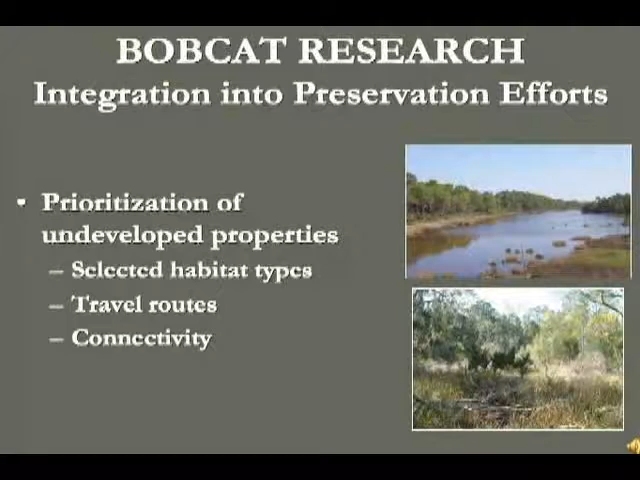 BOBCAT RESEARCH
Integration into Preservation Efforts
• Prioritization of
undeveloped properties
– Selected habitat types
– Travel routes
– Connectivity